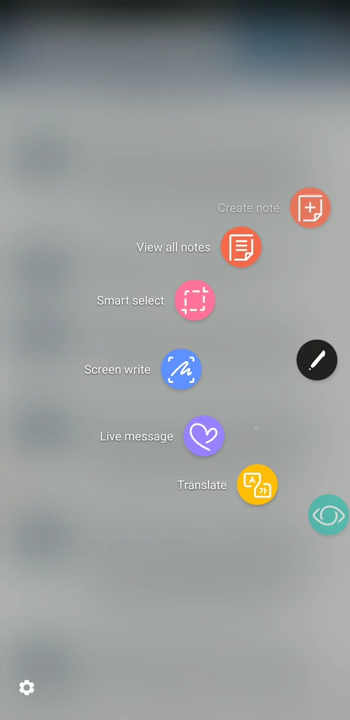 Create note
View all notes
Smart select
Screen write
Live message
Translate